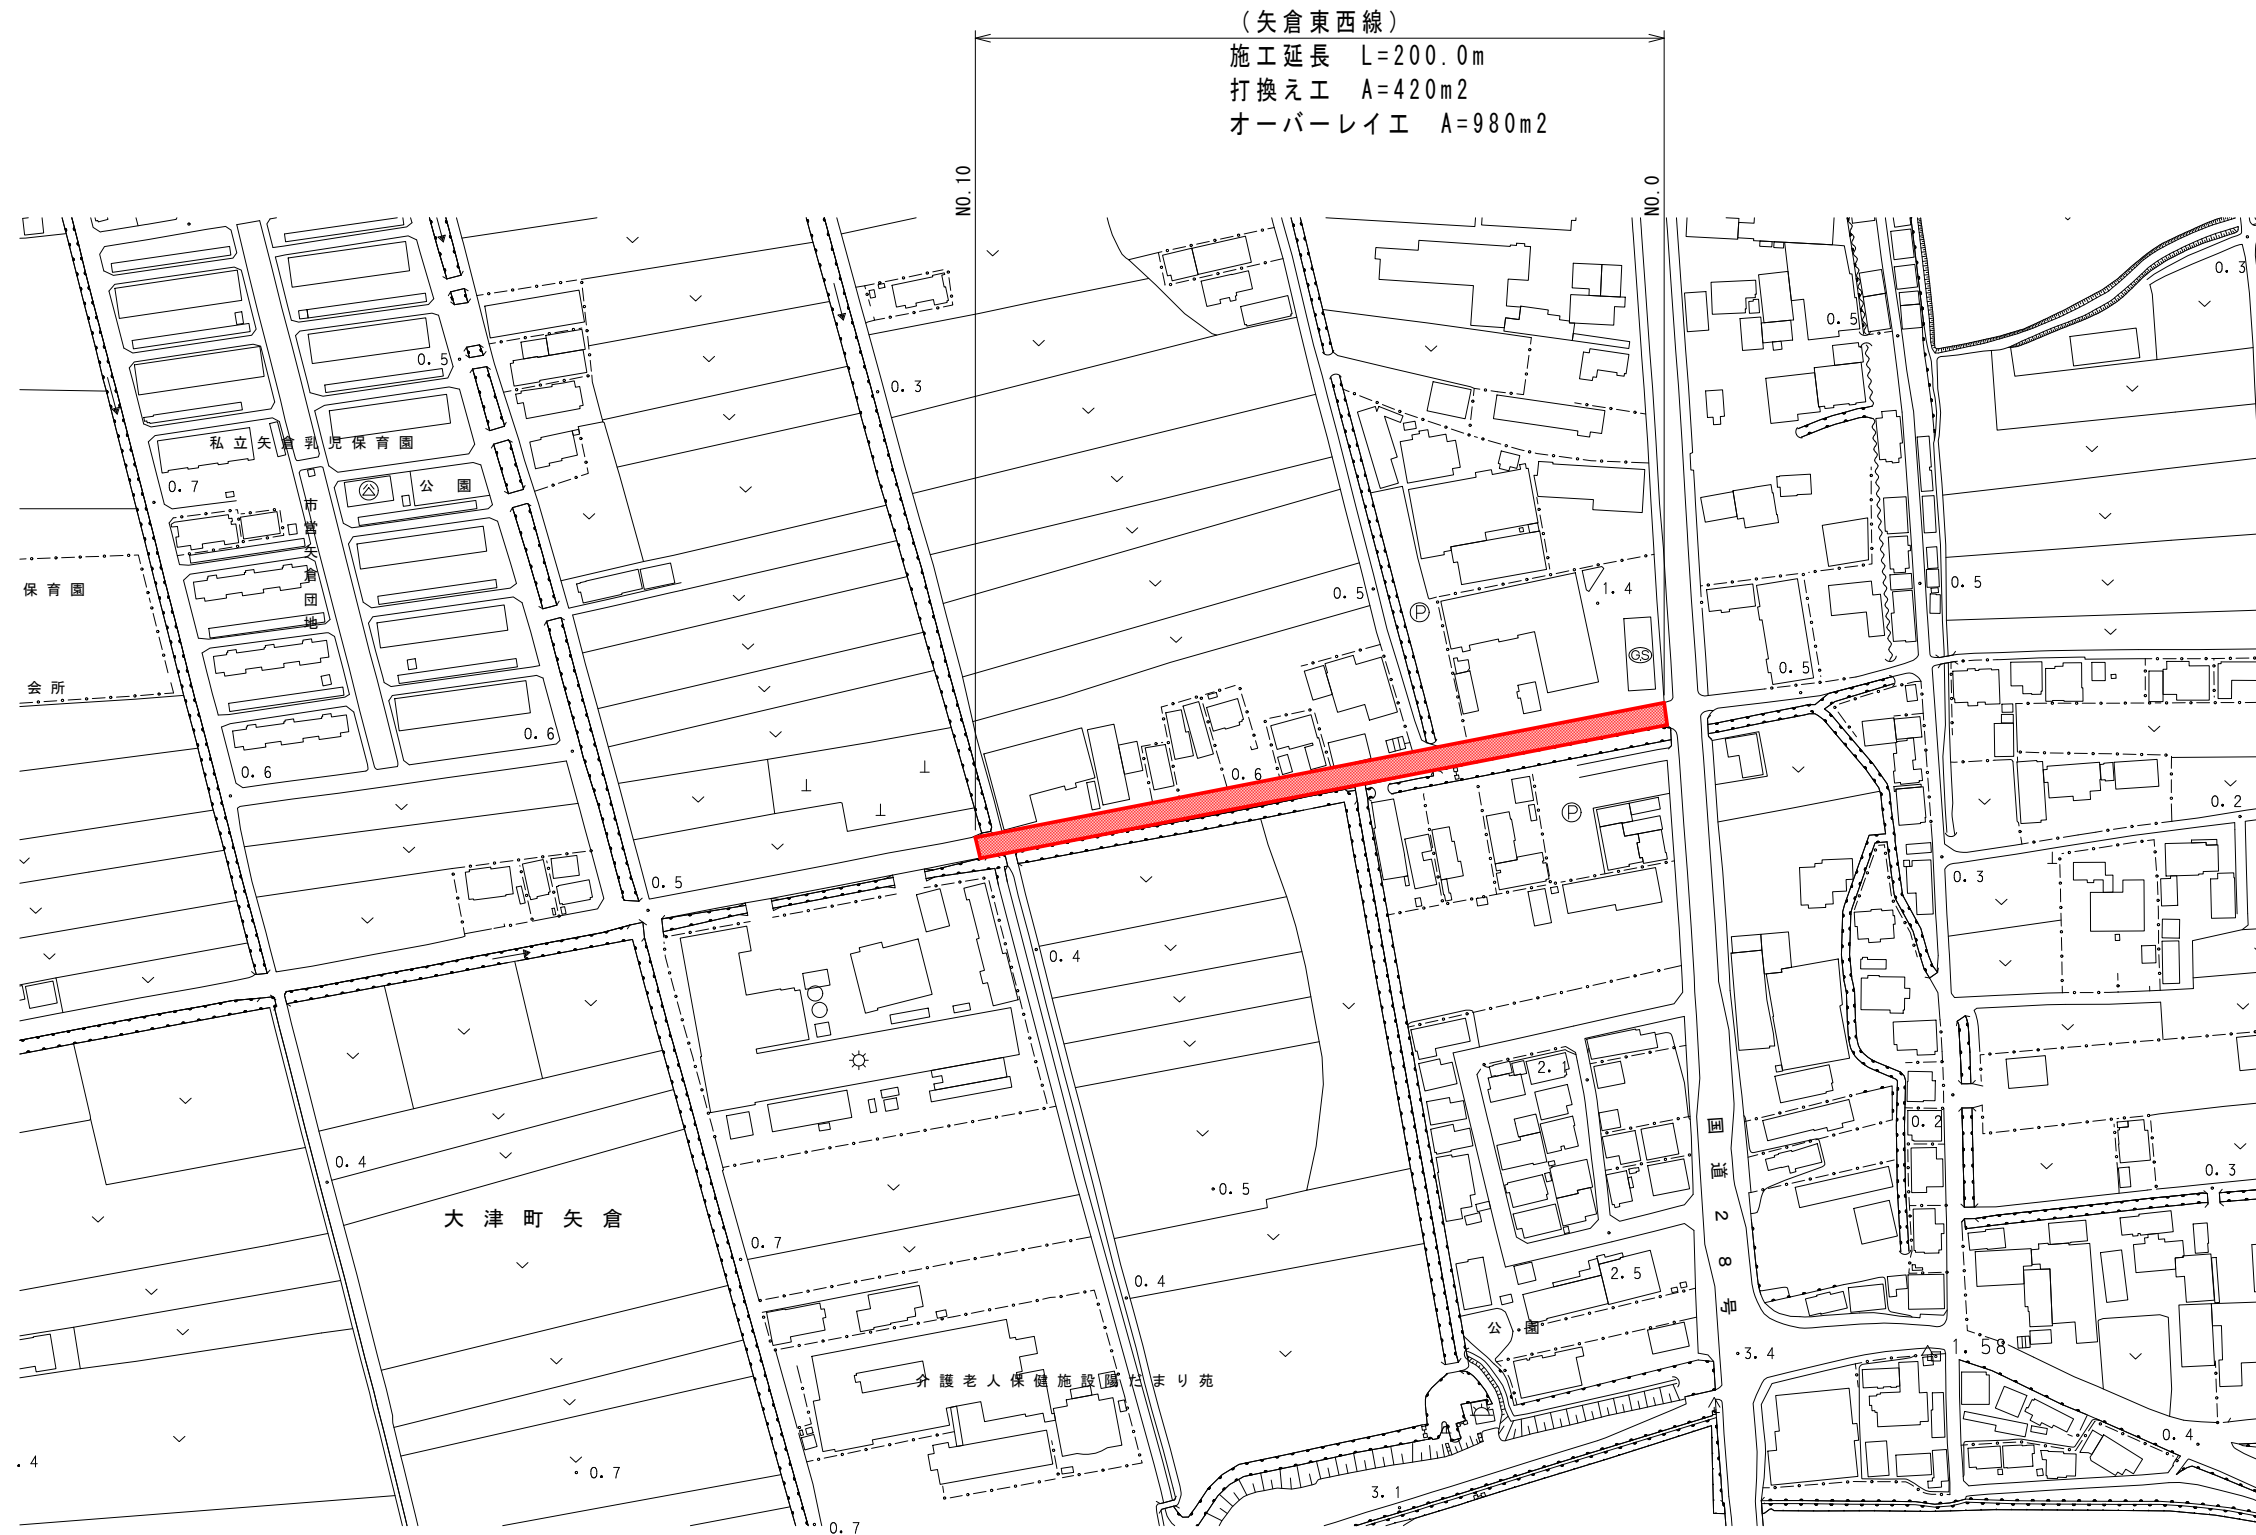 (矢倉東西線)
施工延長 L=200.0m
打換え工 A=420m2
オーバーレイ工 A=980m2
NO.10
NO.0
0.3
0.5
0.5
0.3
私立矢倉乳児保育園
0.7
公園
市営矢倉団地
保育園
0.5
1.4
P
0.5
GS
会所
0.5
0.6
0.6
0.6
0.2
P
0.5
0.3
0.4
2.
国道28号
0.2
0.4
0.3
0.5
大津町矢倉
0.7
0.4
2.5
公園
3.4
1.58
介護老人保健施設陽だまり苑
0.4
.4
0.7
3.1
0.7